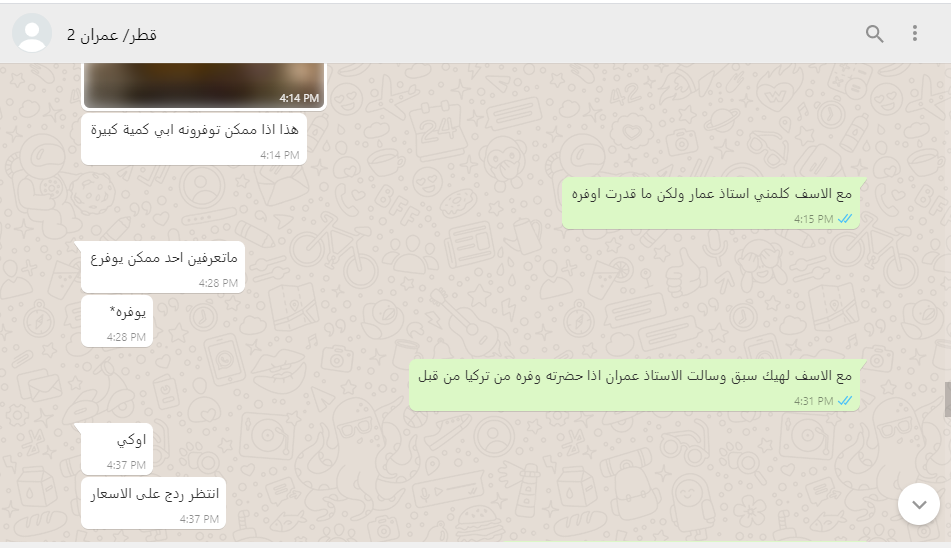 قطر/ عمران 2
4:14 PM
هذا اذا ممكن توفرونه ابي كمية كبيرة
4:14 PM
مع الاسف كلمني استاذ عمار ولكن ما قدرت اوفره
4:15 PM
ماتعرفين احد ممكن يوفرع
4:28 PM
يوفره*
4:28 PM
مع الاسف لهيك سبق وسالت الاستاذ عمران اذا حضرته وفره من تركيا من قبل
4:31 PM
اوكي
4:37 PM
انتظر ردج على الاسعار
4:37 PM